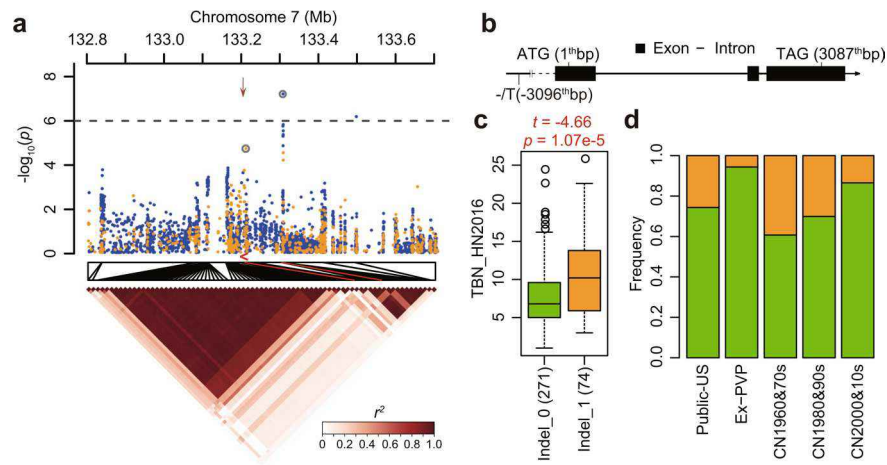 a
Chromosome 7 (Mb)
132.8 133.0 133.2 133.4 133.6
8
6
4
2
0
-log10(p)
r²
0 0.2 0.4 0.6 0.8 1.0
b
ATG (1thbp) Exon – Intron TAG (3087thbp)
-/T(-3096thbp)
c
t = -4.66
p = 1.07e-5
25
20
15
10
5
TBN_HN2016
Indel_0 (271)
Indel_1 (74)
d
1.0
0.8
0.6
0.4
0.2
0.0
Frequency
Public-US
Ex-PVP
CN1960&70s
CN1980&90s
CN2000&10s